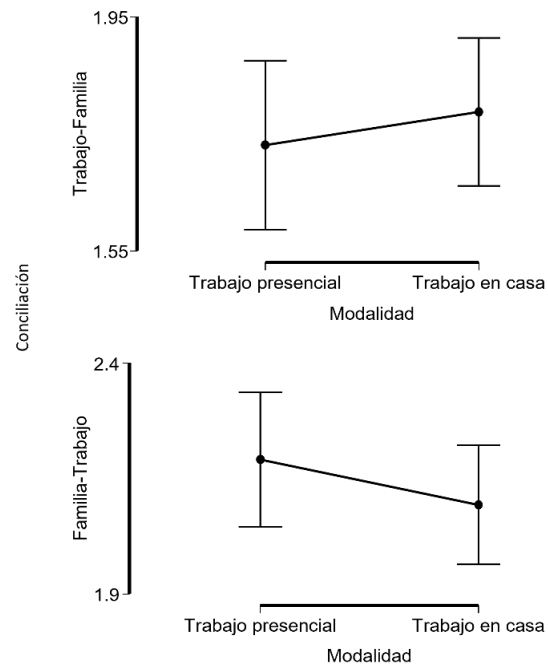 Conciliación
1.95
Trabajo-Familia
1.55
Trabajo presencial Trabajo en casa
Modalidad
2.4
Familia-Trabajo
1.9
Trabajo presencial Trabajo en casa
Modalidad